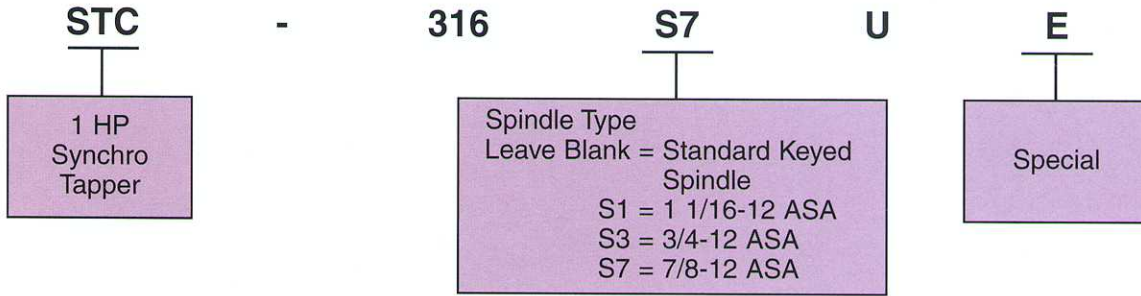 STC - 316 S7 U E
1 HP
Synchro
Tapper
Spindle Type
Leave Blank = Standard Keyed
Spindle
S1 = 1 1/16-12 ASA
S3 = 3/4-12 ASA
S7 = 7/8-12 ASA
Special